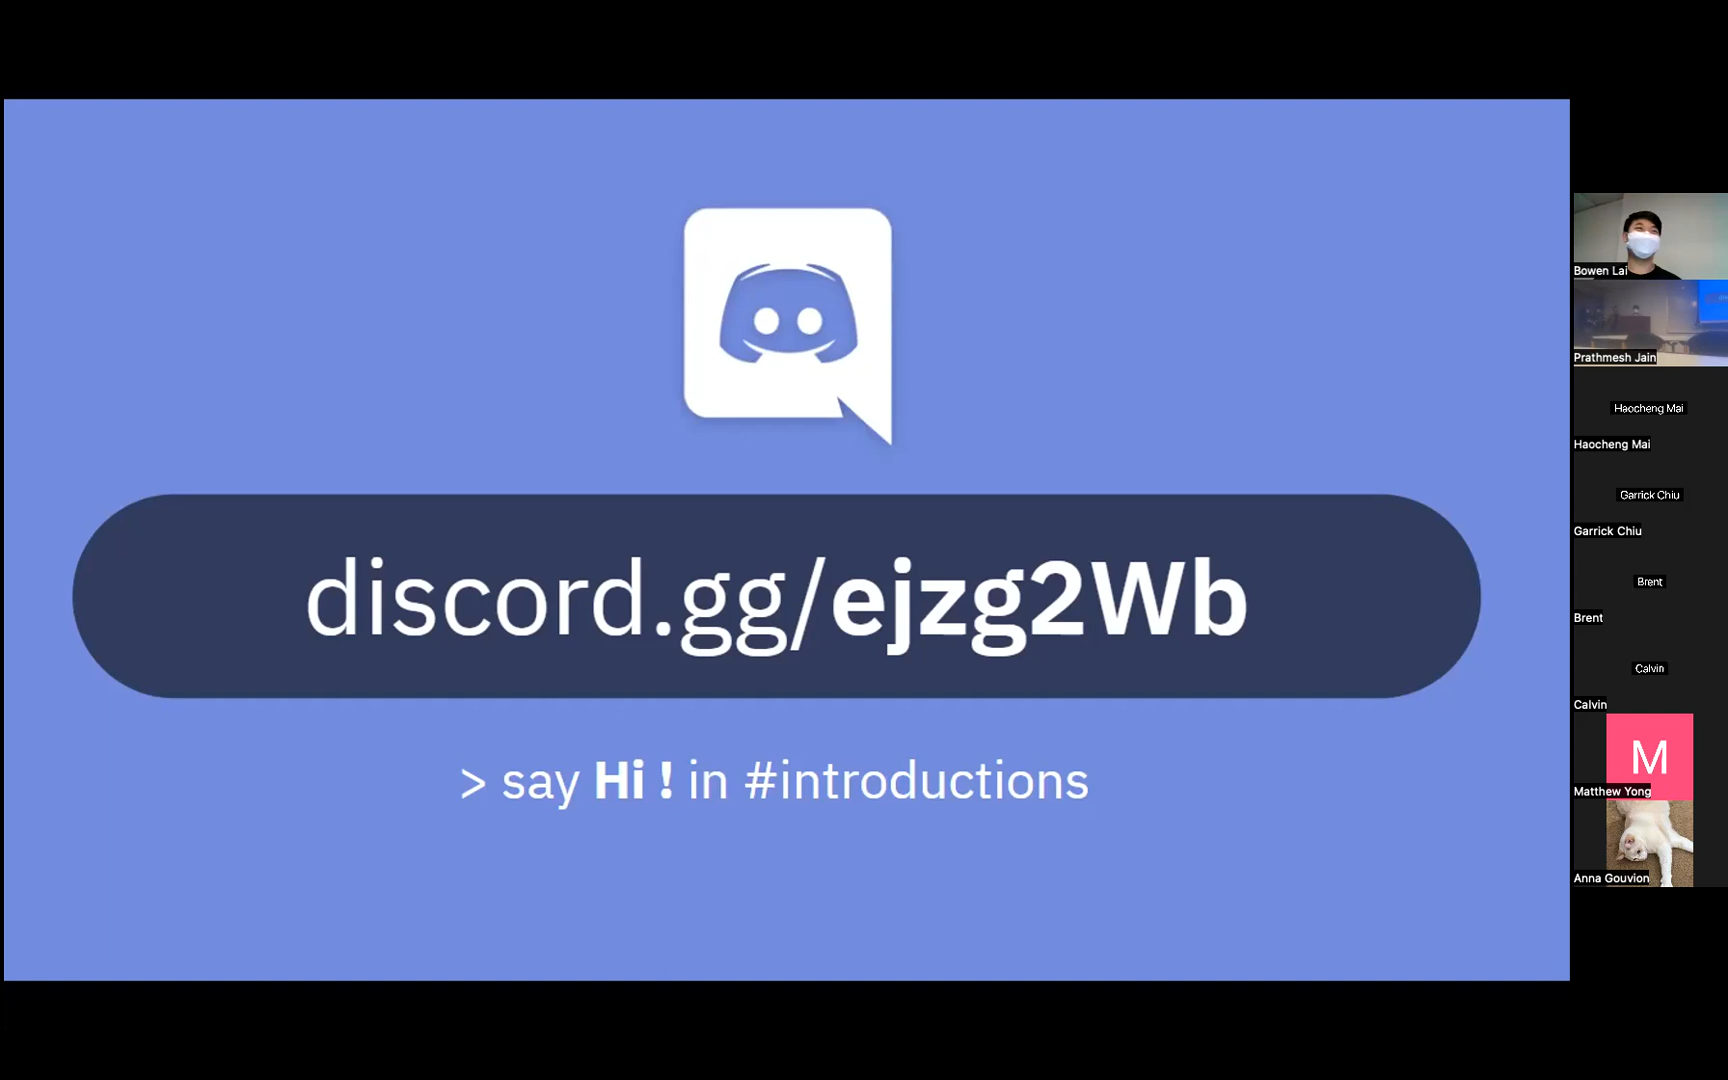 discord.gg/ejzg2Wb
> say Hi ! in #introductions
Bowen Lai
Prathmesh Jain
Haocheng Mai
Haocheng Mai
Garrick Chiu
Garrick Chiu
Brent
Brent
Calvin
Calvin
M
Matthew Yong
Anna Gouvion